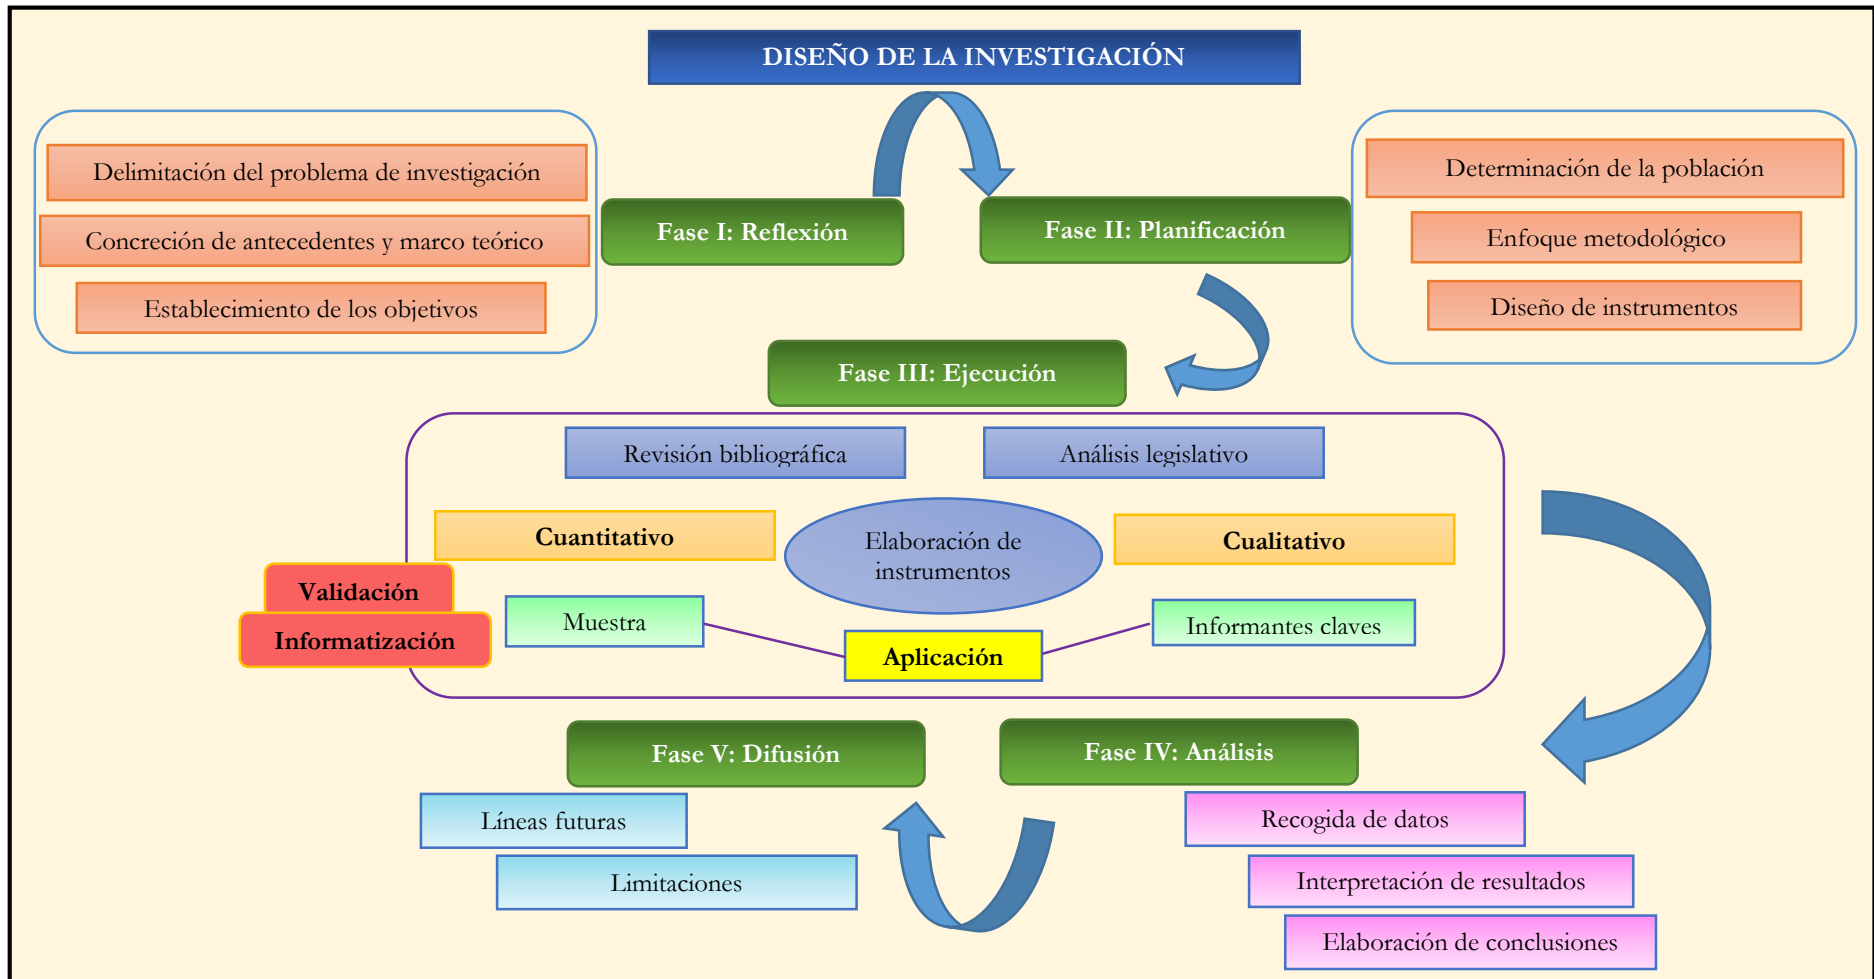 DISEÑO DE LA INVESTIGACIÓN
Delimitación del problema de investigación
Concreción de antecedentes y marco teórico
Establecimiento de los objetivos
Fase I: Reflexión
Fase II: Planificación
Determinación de la población
Enfoque metodológico
Diseño de instrumentos
Fase III: Ejecución
Revisión bibliográfica
Análisis legislativo
Cuantitativo
Elaboración de
instrumentos
Cualitativo
Validación
Informatización
Muestra
Aplicación
Informantes claves
Fase V: Difusión
Fase IV: Análisis
Líneas futuras
Limitaciones
Recogida de datos
Interpretación de resultados
Elaboración de conclusiones